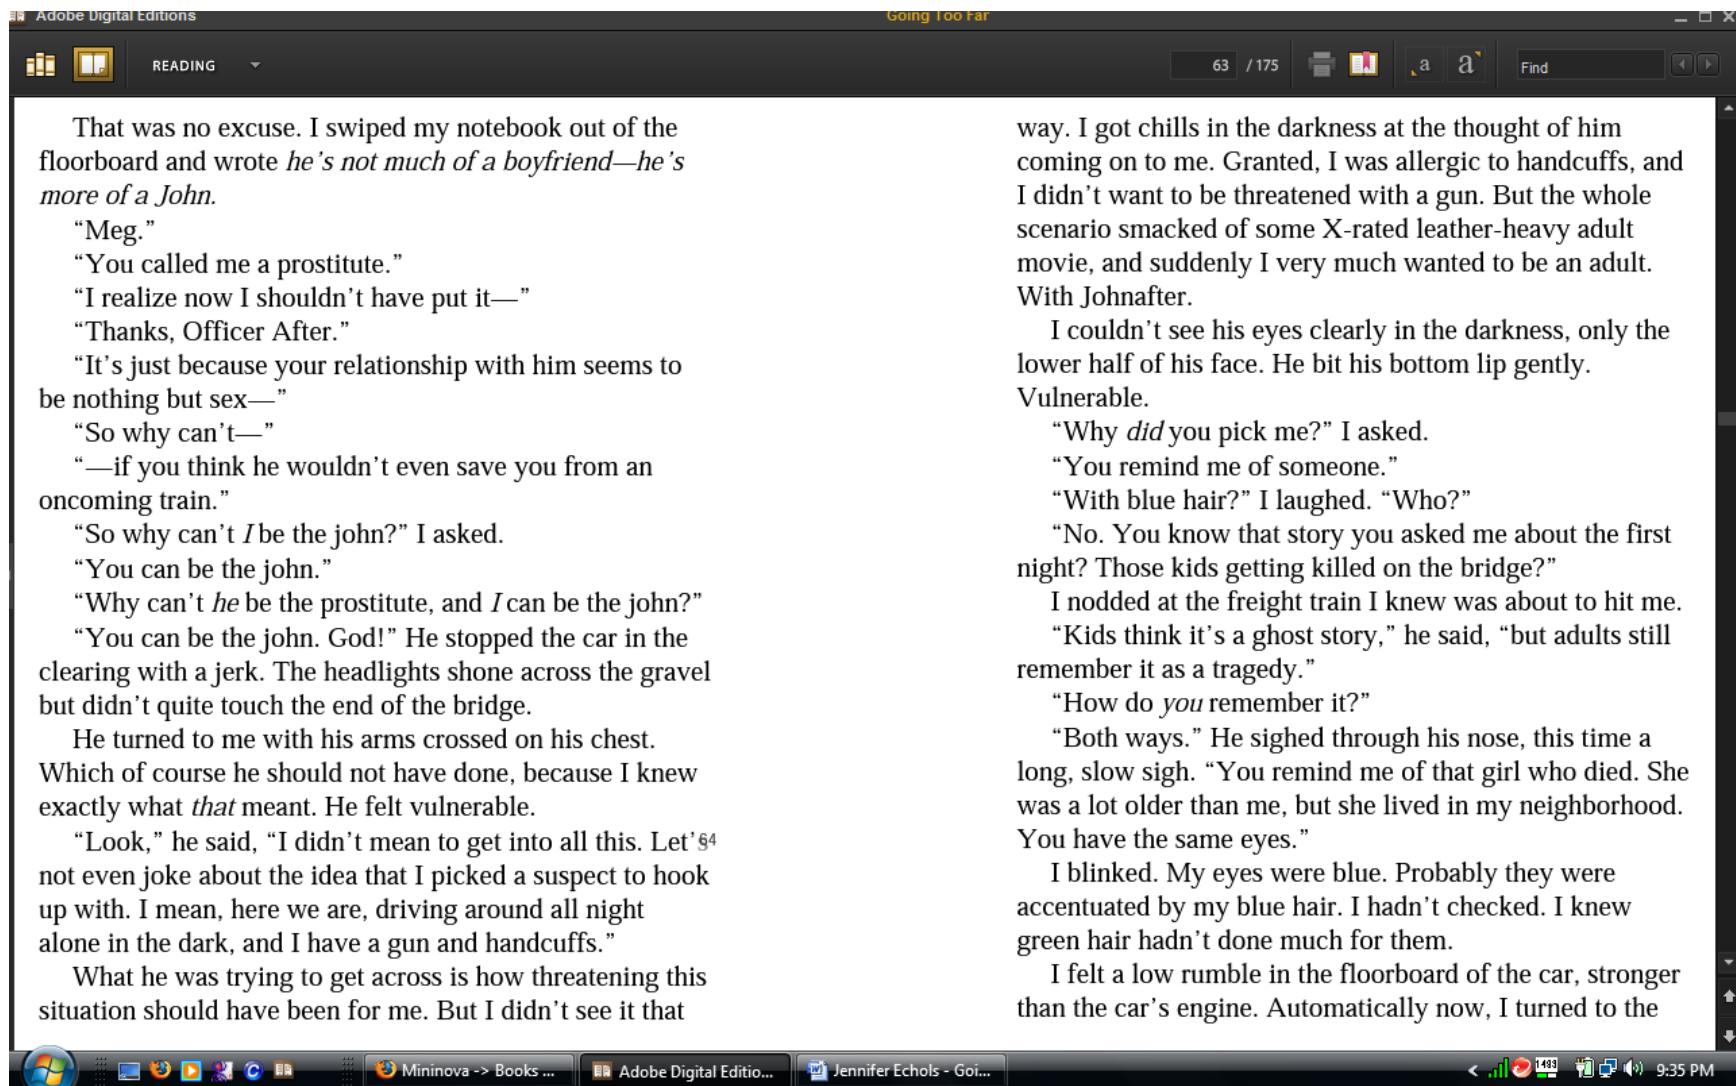 Adobe Digital Editions
Going Too Far
READING
63 / 175
a
a
Find
That was no excuse. I swiped my notebook out of the
floorboard and wrote he’s not much of a boyfriend—he’s
more of a John.
“Meg.”
“You called me a prostitute.”
“I realize now I shouldn’t have put it—”
“Thanks, Officer After.”
“It’s just because your relationship with him seems to
be nothing but sex—”
“So why can’t—”
“—if you think he wouldn’t even save you from an
oncoming train.”
“So why can’t I be the john?” I asked.
“You can be the john.”
“Why can’t he be the prostitute, and I can be the john?”
“You can be the john. God!” He stopped the car in the
clearing with a jerk. The headlights shone across the gravel
but didn’t quite touch the end of the bridge.
He turned to me with his arms crossed on his chest.
Which of course he should not have done, because I knew
exactly what that meant. He felt vulnerable.
“Look,” he said, “I didn’t mean to get into all this. Let’s
64
not even joke about the idea that I picked a suspect to hook
up with. I mean, here we are, driving around all night
alone in the dark, and I have a gun and handcuffs.”
What he was trying to get across is how threatening this
situation should have been for me. But I didn’t see it that
way. I got chills in the darkness at the thought of him
coming on to me. Granted, I was allergic to handcuffs, and
I didn’t want to be threatened with a gun. But the whole
scenario smacked of some X-rated leather-heavy adult
movie, and suddenly I very much wanted to be an adult.
With Johnafter.
I couldn’t see his eyes clearly in the darkness, only the
lower half of his face. He bit his bottom lip gently.
Vulnerable.
“Why did you pick me?” I asked.
“You remind me of someone.”
“With blue hair?” I laughed. “Who?”
“No. You know that story you asked me about the first
night? Those kids getting killed on the bridge?”
I nodded at the freight train I knew was about to hit me.
“Kids think it’s a ghost story,” he said, “but adults still
remember it as a tragedy.”
“How do you remember it?”
“Both ways.” He sighed through his nose, this time a
long, slow sigh. “You remind me of that girl who died. She
was a lot older than me, but she lived in my neighborhood.
You have the same eyes.”
I blinked. My eyes were blue. Probably they were
accentuated by my blue hair. I hadn’t checked. I knew
green hair hadn’t done much for them.
I felt a low rumble in the floorboard of the car, stronger
than the car’s engine. Automatically now, I turned to the
Mininova -> Books ...
Adobe Digital Editio...
Jennifer Echols - Goi...
9:35 PM